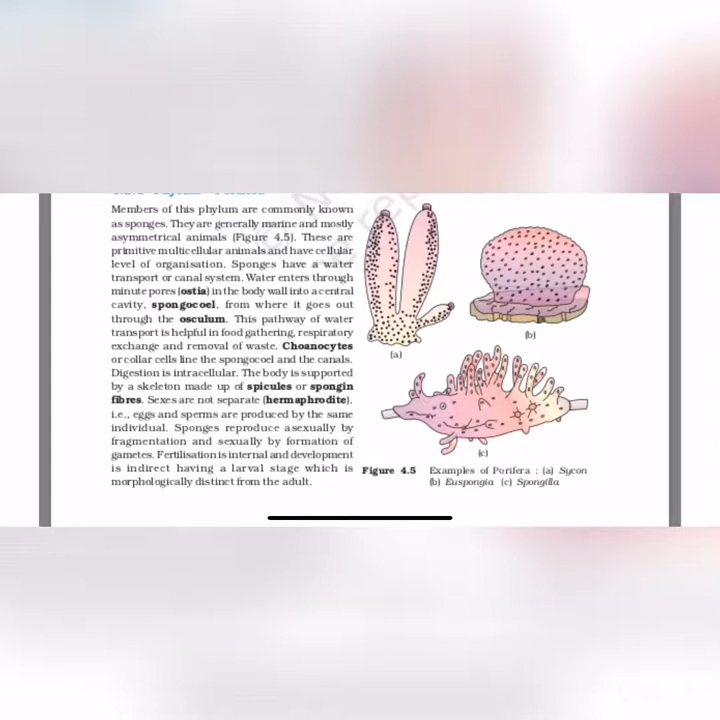 Members of this phylum are commonly known
as sponges. They are generally marine and mostly
asymmetrical animals (Figure 4.5). These are
primitive multicellular animals and have cellular
level of organisation. Sponges have a water
transport or canal system. Water enters through
minute pores (ostia) in the body wall into a central
cavity, spongocoel, from where it goes out
through the osculum. This pathway of water
transport is helpful in food gathering, respiratory
exchange and removal of waste. Choanocytes
or collar cells line the spongocoel and the canals.
Digestion is intracellular. The body is supported
by a skeleton made up of spicules or spongin
fibres. Sexes are not separate (hermaphrodite),
i.e., eggs and sperms are produced by the same
individual. Sponges reproduce asexually by
fragmentation and sexually by formation of
gametes. Fertilisation is internal and development
is indirect having a larval stage which is
morphologically distinct from the adult.
(a)
(b)
(c)
Figure 4.5 Examples of Porifera : (a) Sycon
(b) Euspongia (c) Spongilla